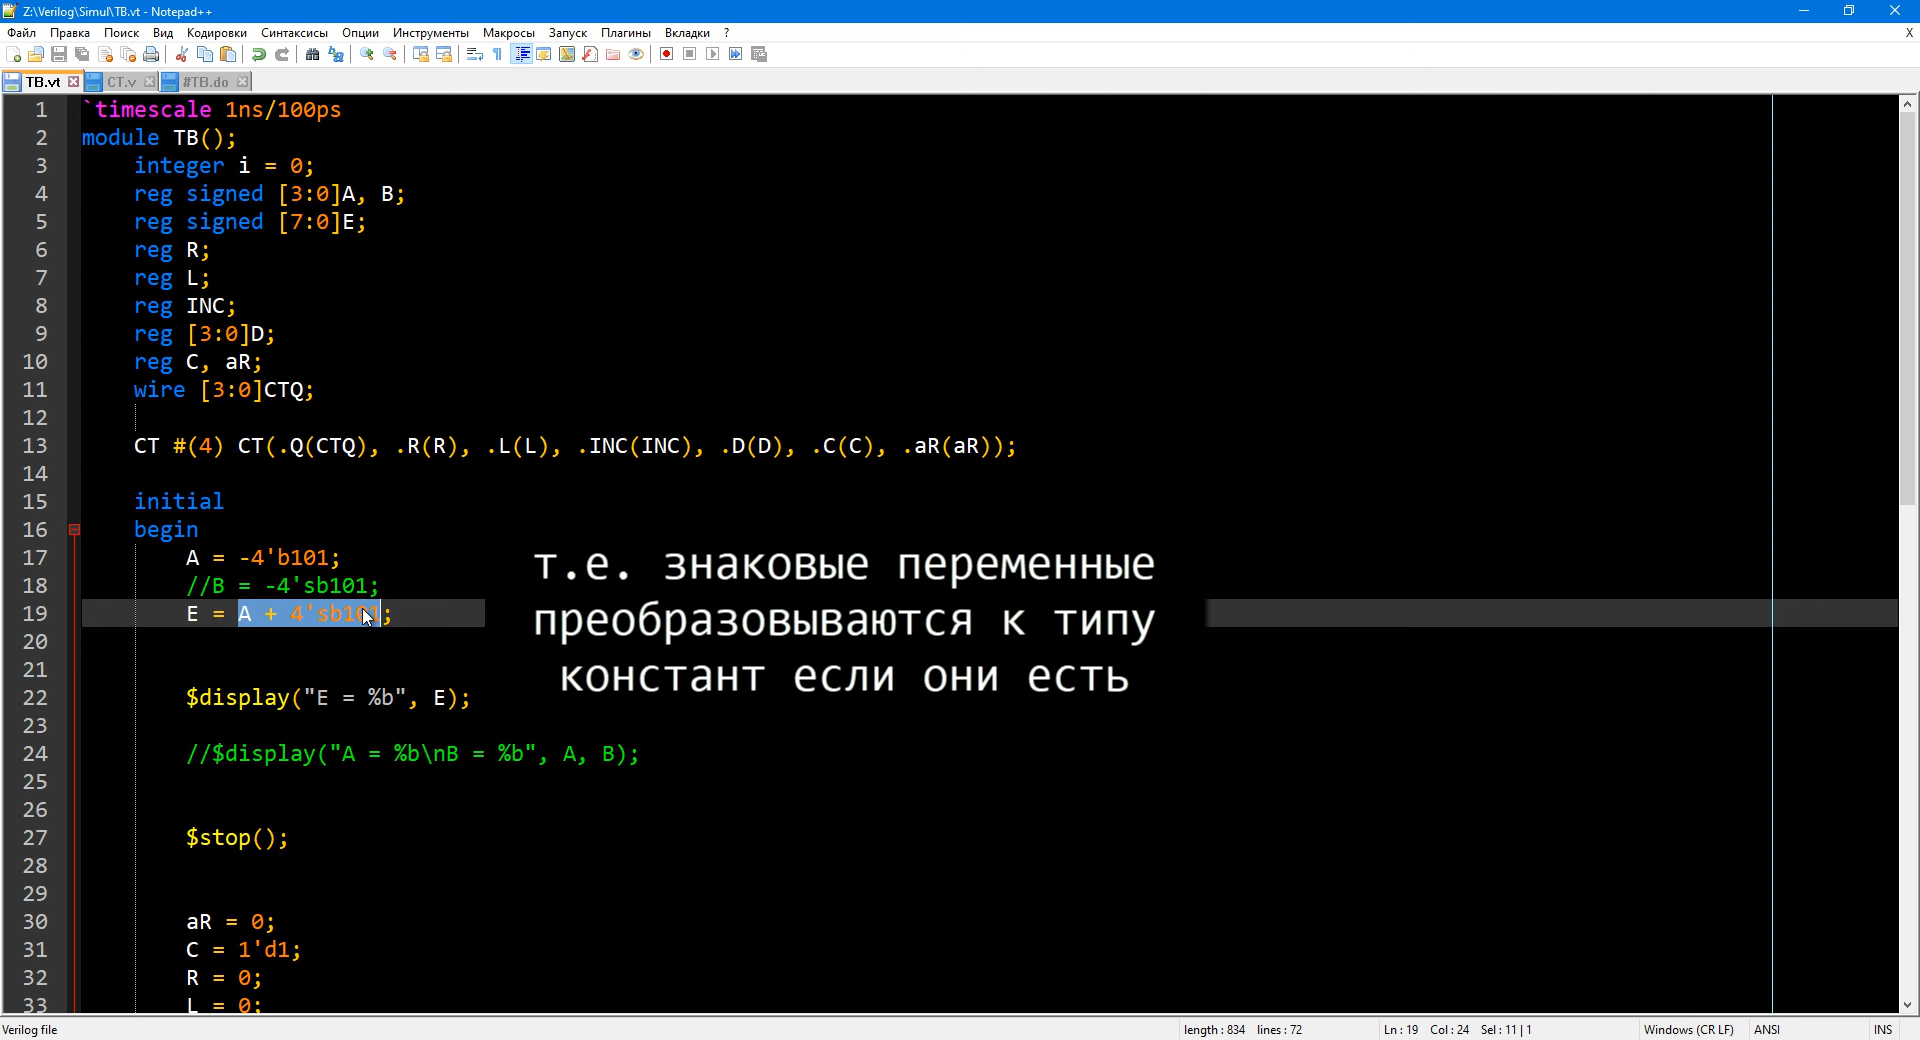 Z:\Verilog\Simul\TB.vt - Notepad++
Файл Правка Поиск Вид Кодировки Синтаксисы Опции Инструменты Макросы Запуск Плагины Вкладки ? X
TB.vt CT.v #TB.do
1 `timescale 1ns/100ps
2 module TB();
3 integer i = 0;
4 reg signed [3:0]A, B;
5 reg signed [7:0]E;
6 reg R;
7 reg L;
8 reg INC;
9 reg [3:0]D;
10 reg C, aR;
11 wire [3:0]CTQ;
12
13 CT #(4) CT(.Q(CTQ), .R(R), .L(L), .INC(INC), .D(D), .C(C), .aR(aR));
14
15 initial
16 begin
17 A = -4'b101;
18 //B = -4'sb101;
19 E = A + 4'sb101;
20
21
22 $display("E = %b", E);
23
24 //$display("A = %b\nB = %b", A, B);
25
26
27 $stop();
28
29
30 aR = 0;
31 C = 1'd1;
32 R = 0;
33 L = 0;
т.е. знаковые переменные
преобразовываются к типу
констант если они есть
Verilog file length : 834 lines : 72 Ln : 19 Col : 24 Sel : 11 | 1 Windows (CR LF) ANSI INS